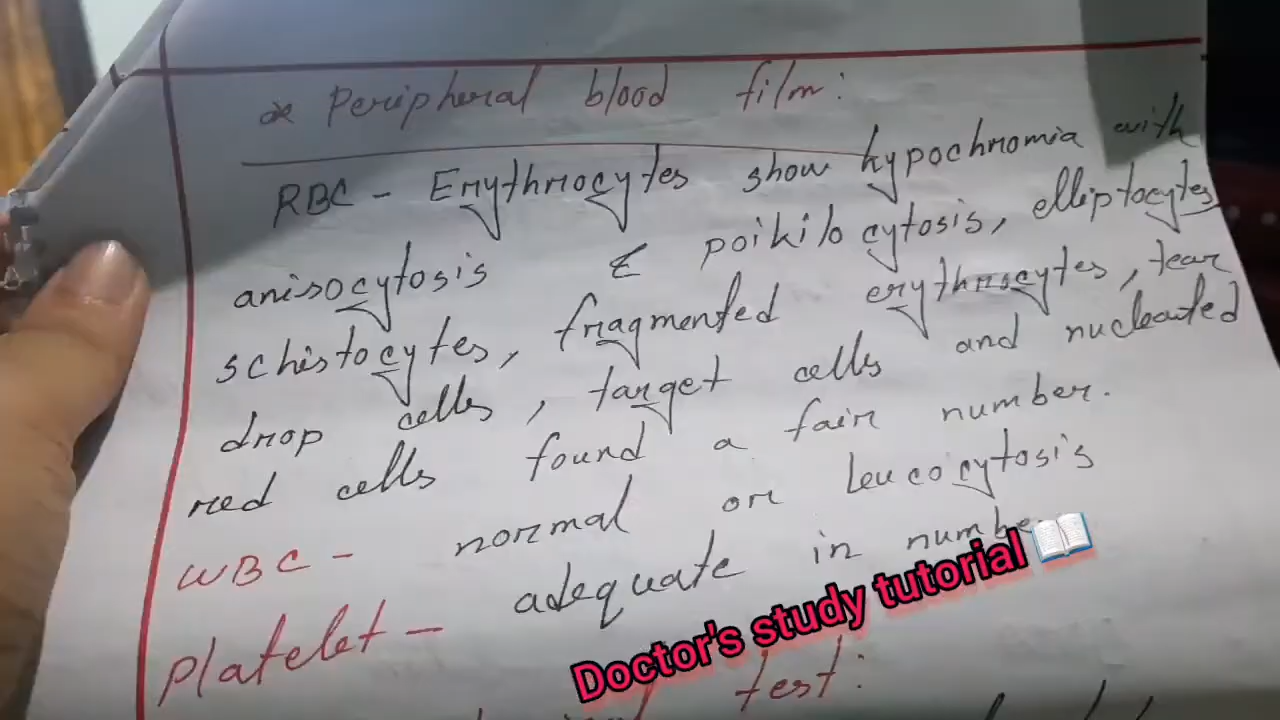 * Peripheral blood film:
RBC - Erythrocytes show hypochromia with
anisocytosis & poikilocytosis, elliptocytes,
schistocytes, fragmented erythrocytes, tear
drop cells, target cells and nucleated
red cells found a fair number.
WBC - normal or leucocytosis
Platelet - adequate in numbe
Doctor's study tutorial
test: